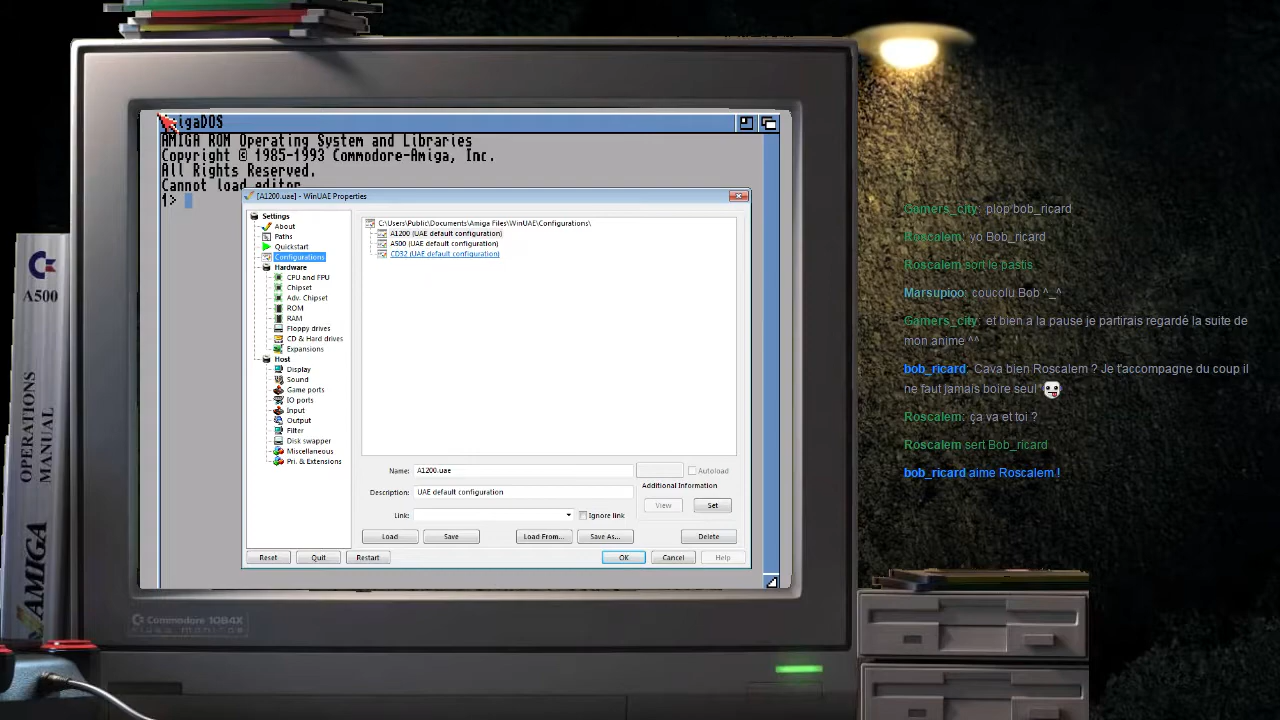 AmigaDOS
AMIGA ROM Operating System and Libraries
Copyright © 1985-1993 Commodore-Amiga, Inc.
All Rights Reserved.
Cannot load editor
1>
[A1200.uae] - WinUAE Properties
Settings
About
Paths
Quickstart
Configurations
Hardware
CPU and FPU
Chipset
Adv. Chipset
ROM
RAM
Floppy drives
CD & Hard drives
Expansions
Host
Display
Sound
Game ports
IO ports
Input
Output
Filter
Disk swapper
Miscellaneous
Pri. & Extensions
C:\Users\Public\Documents\Amiga Files\WinUAE\Configurations\
A1200 (UAE default configuration)
A500 (UAE default configuration)
CD32 (UAE default configuration)
Name: A1200.uae
Autoload
Description: UAE default configuration
Additional Information
View Set
Link:
Ignore link
Load Save Load From... Save As... Delete
Reset Quit Restart OK Cancel Help
Gamers_city: plop bob_ricard
Roscalem: yo Bob_ricard
Roscalem sort le pastis
Marsupioo: coucolu Bob ^_^
Gamers_city: et bien a la pause je partirais regardé la suite de
mon anime ^^
bob_ricard: Cava bien Roscalem ? Je t'accompagne du coup il
ne faut jamais boire seul
Roscalem: ça va et toi ?
Roscalem sert Bob_ricard
bob_ricard aime Roscalem !
A500
OPERATIONS
MANUAL
AMIGA
Commodore 1084X
video monitor